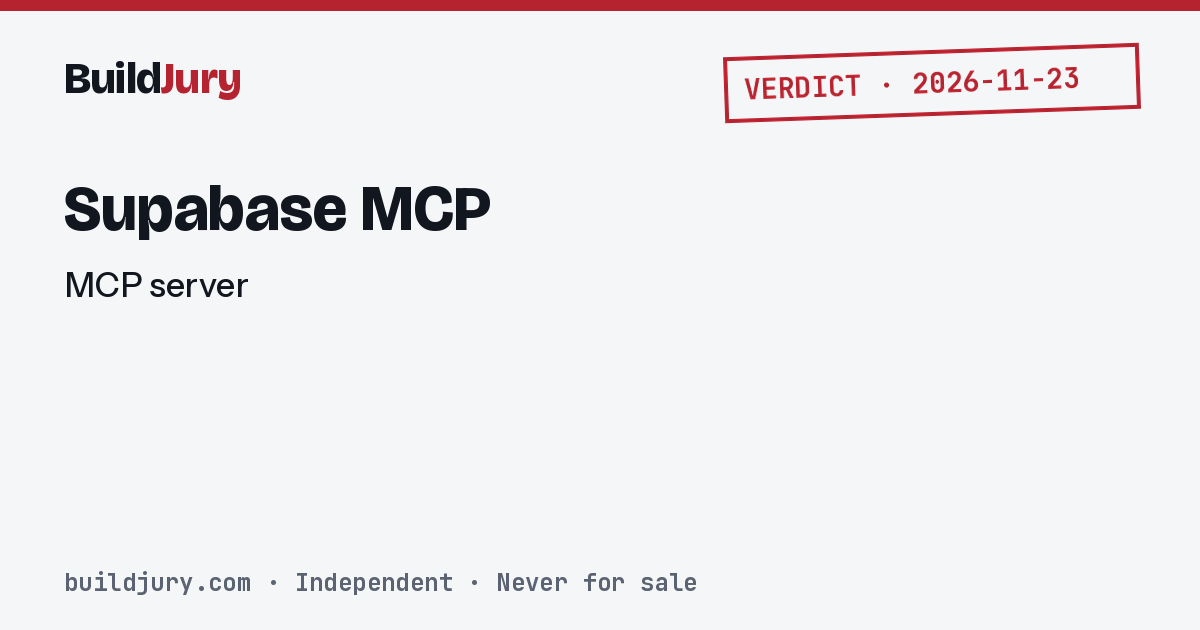 BuildJury
VERDICT · 2026-11-23
Supabase MCP
MCP server
buildjury.com · Independent · Never for sale